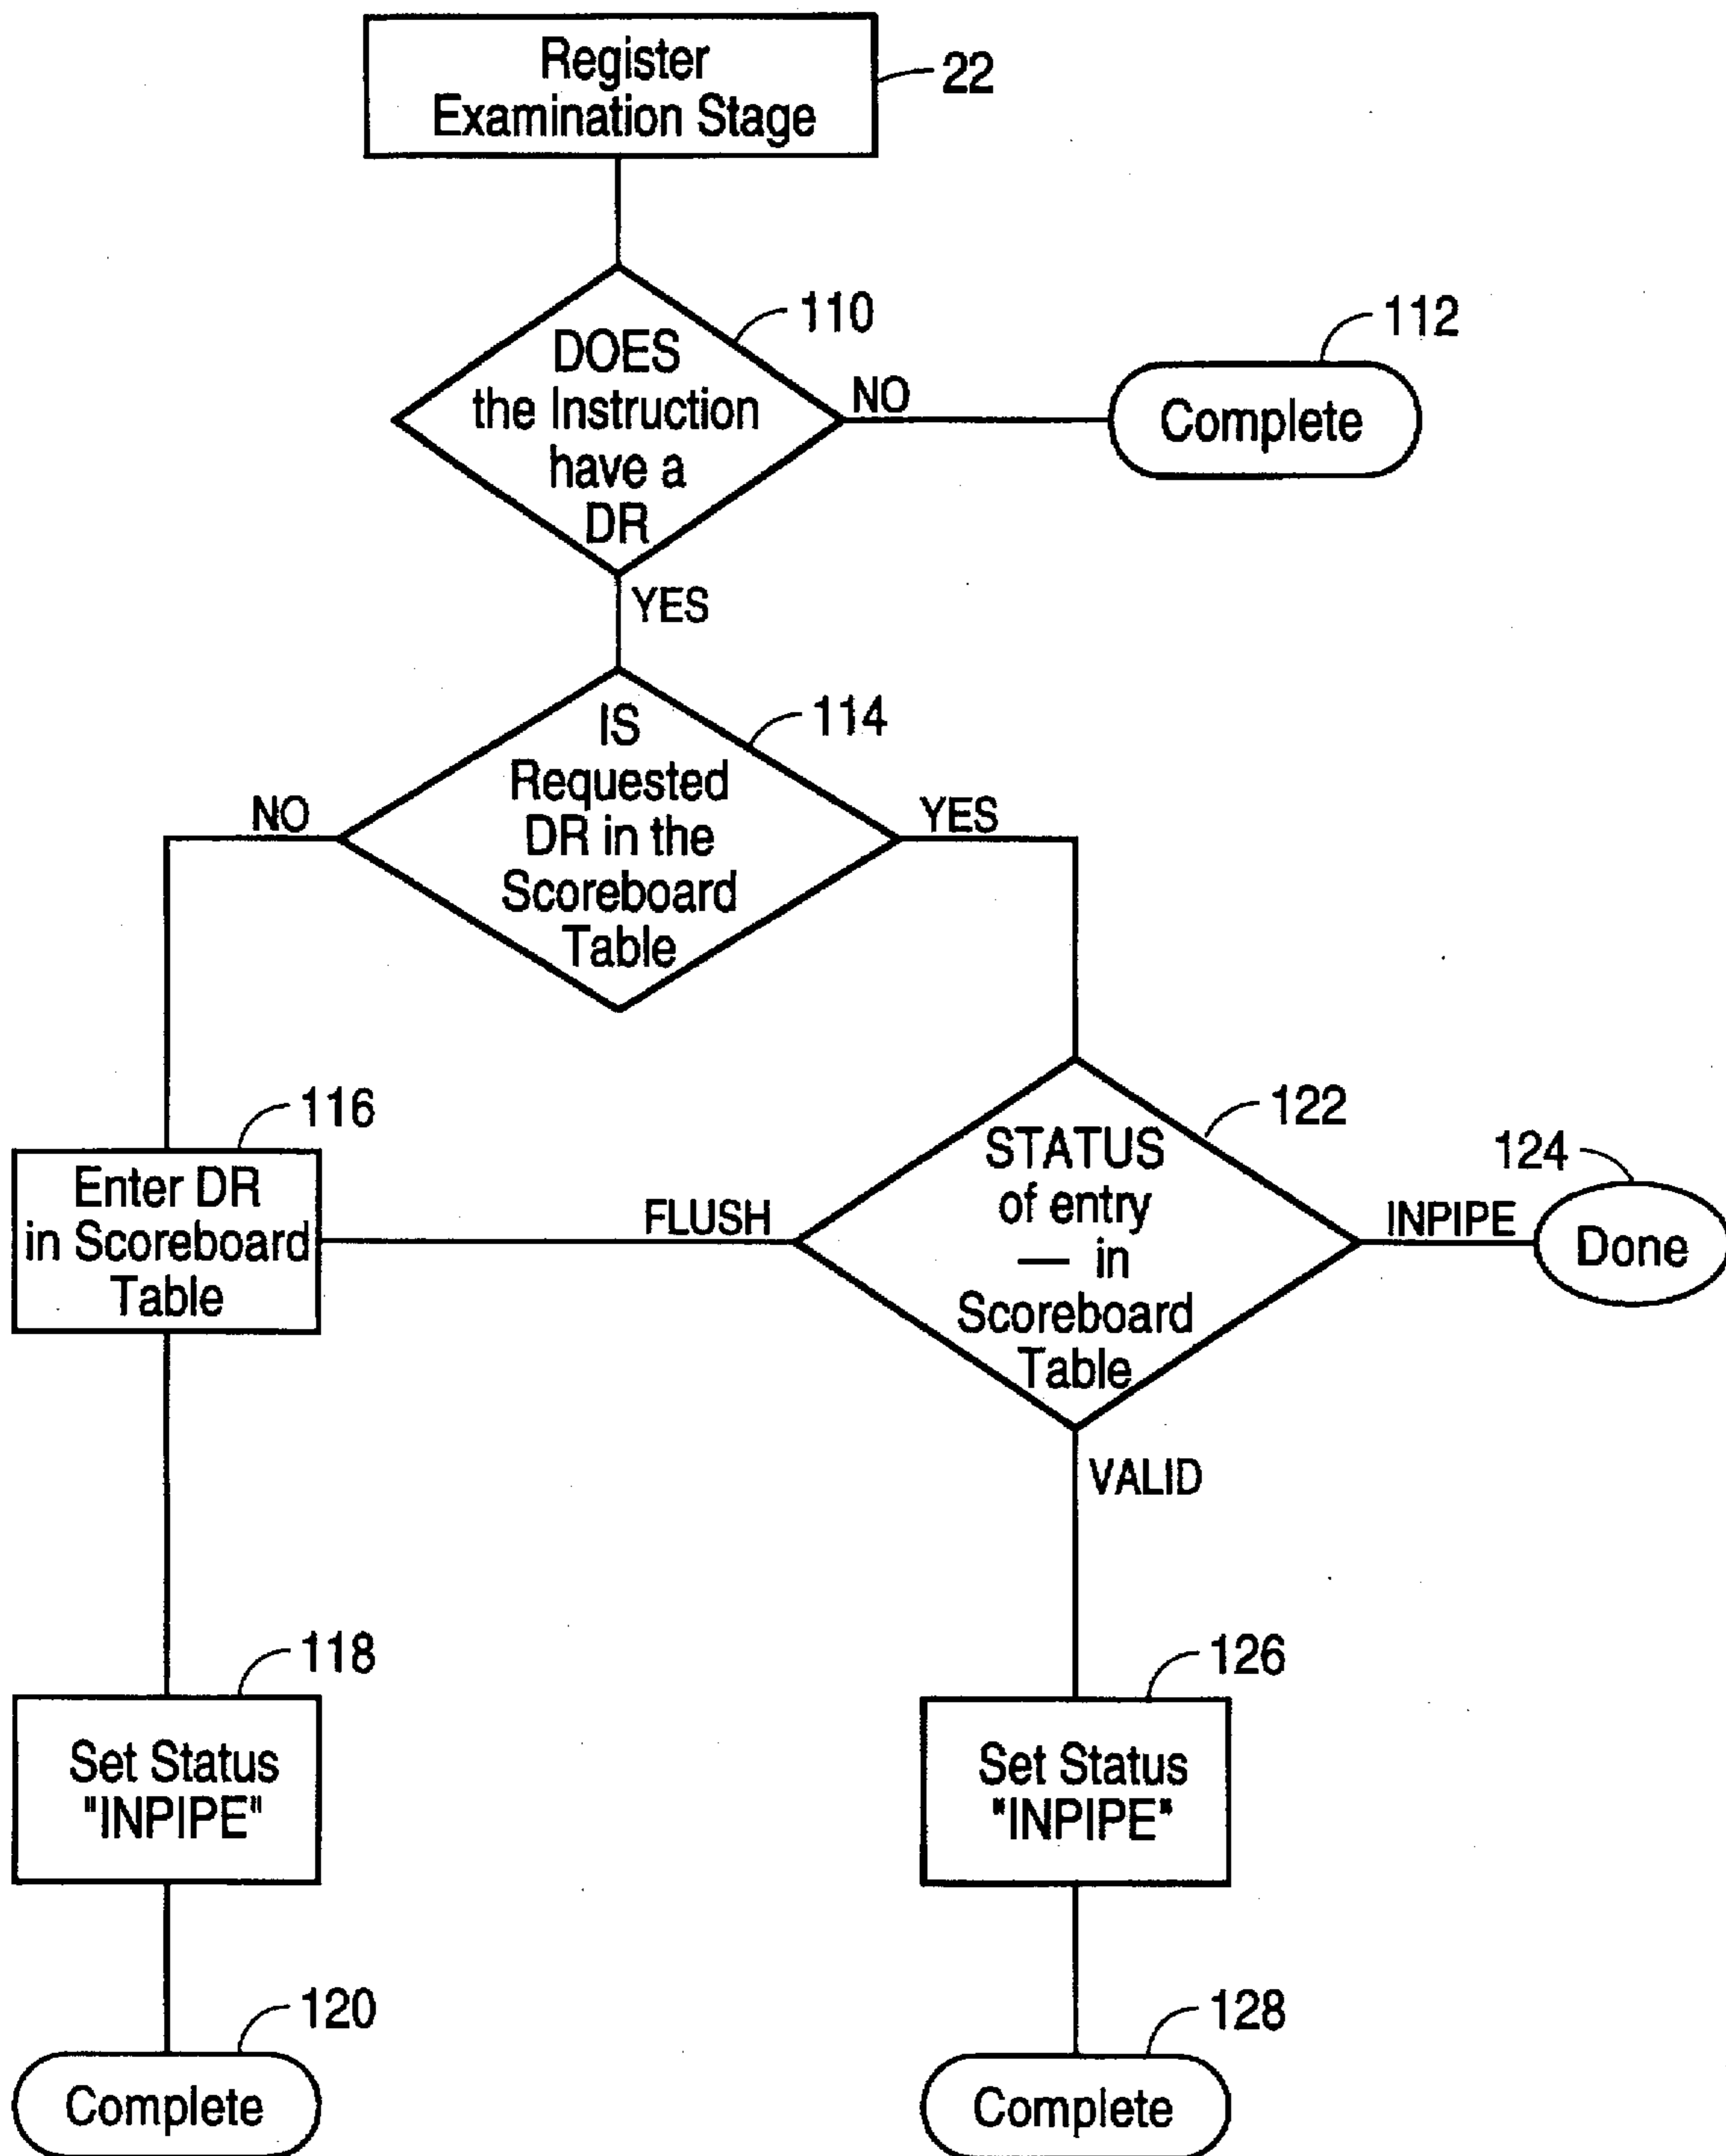 Register
Examination Stage
22
DOES
the Instruction
have a
DR
110
NO
112
Complete
YES
IS
Requested
DR in the
Scoreboard
Table
114
NO
YES
116
Enter DR
in Scoreboard
Table
FLUSH
STATUS
of entry
— in
Scoreboard
Table
122
INPIPE
124
Done
VALID
118
Set Status
"INPIPE"
126
Set Status
"INPIPE"
120
Complete
128
Complete